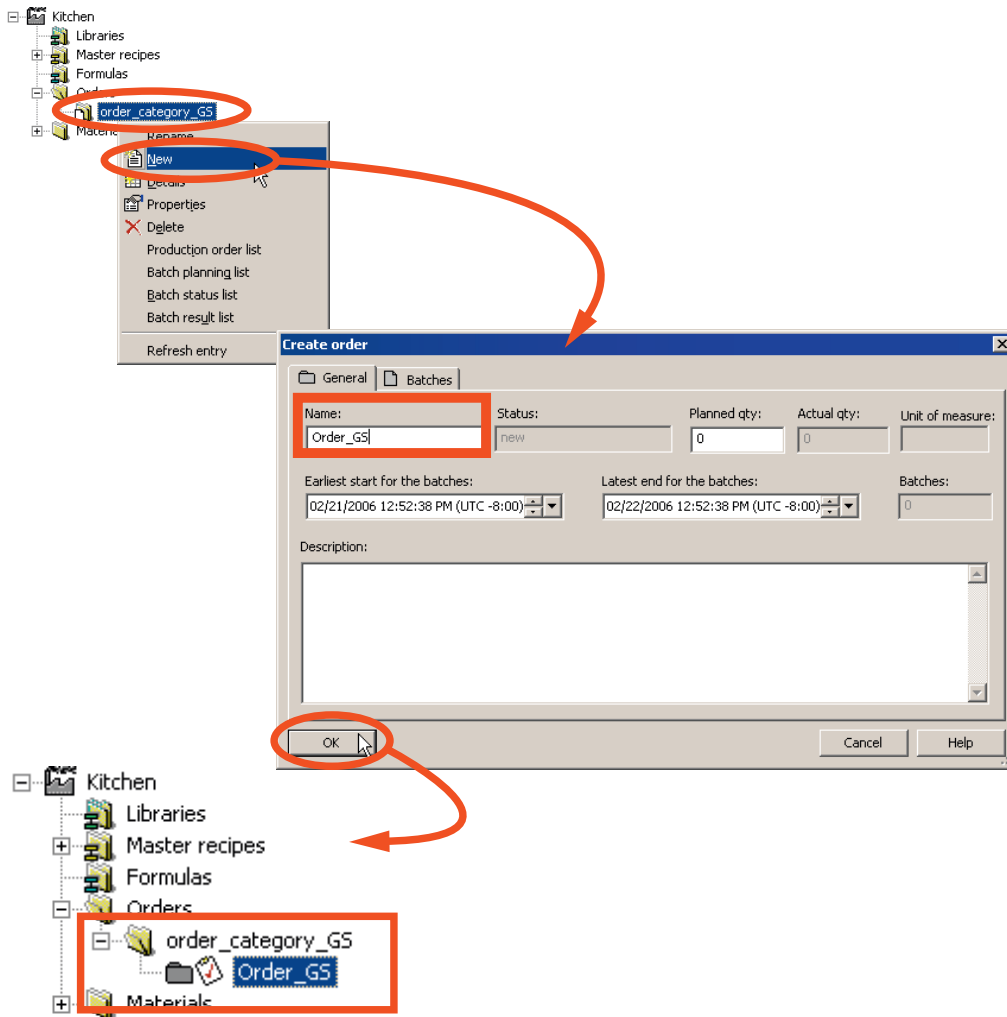 Kitchen
Libraries
Master recipes
Formulas
Orders
order_category_GS
Materia
Rename
New
Details
Properties
Delete
Production order list
Batch planning list
Batch status list
Batch result list
Refresh entry
Create order
General Batches
Name: Status: Planned qty: Actual qty: Unit of measure:
Order_GS new 0 0
Earliest start for the batches: Latest end for the batches: Batches:
02/21/2006 12:52:38 PM (UTC -8:00) 02/22/2006 12:52:38 PM (UTC -8:00) 0
Description:
OK Cancel Help
Kitchen
Libraries
Master recipes
Formulas
Orders
order_category_GS
Order_GS
Materials